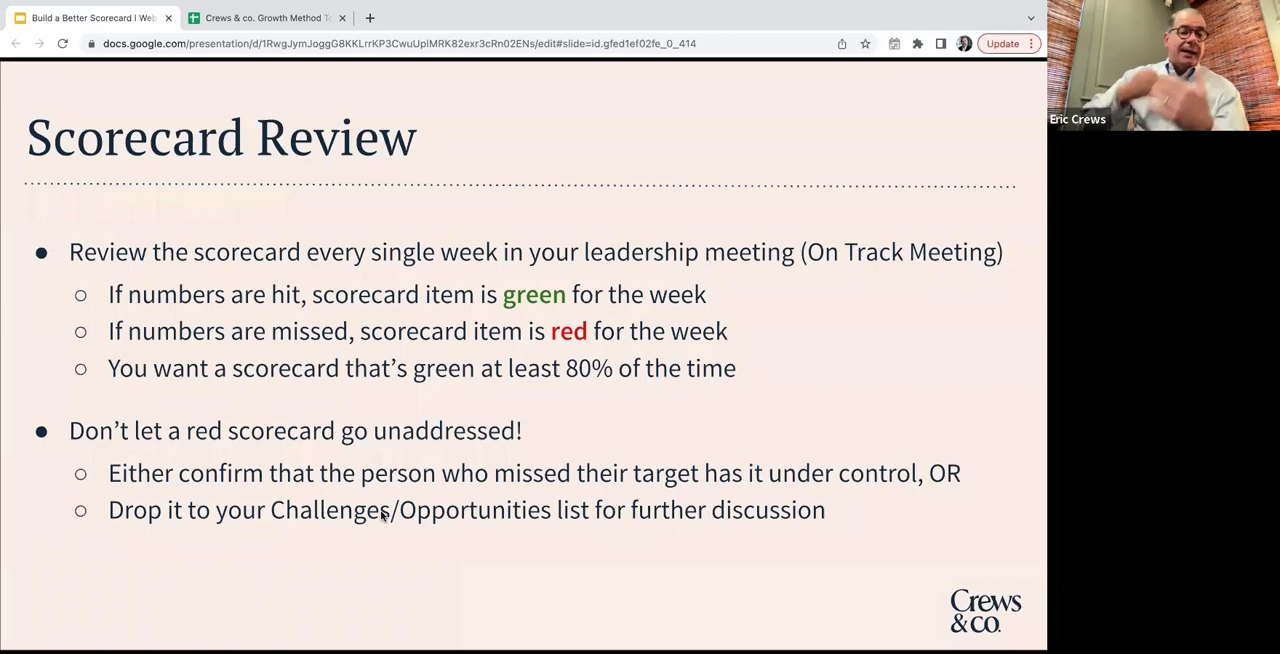 Build a Better Scorecard I Web
Crews & co. Growth Method To
docs.google.com/presentation/d/1RwgJymJoggG8KKLrrKP3CwuUplMRK82exr3cRn02ENs/edit#slide=id.gfed1ef02fe_0_414
Update
Eric Crews
Scorecard Review
Review the scorecard every single week in your leadership meeting (On Track Meeting)
If numbers are hit, scorecard item is green for the week
If numbers are missed, scorecard item is red for the week
You want a scorecard that's green at least 80% of the time
Don't let a red scorecard go unaddressed!
Either confirm that the person who missed their target has it under control, OR
Drop it to your Challenges/Opportunities list for further discussion
Crews
& CO.